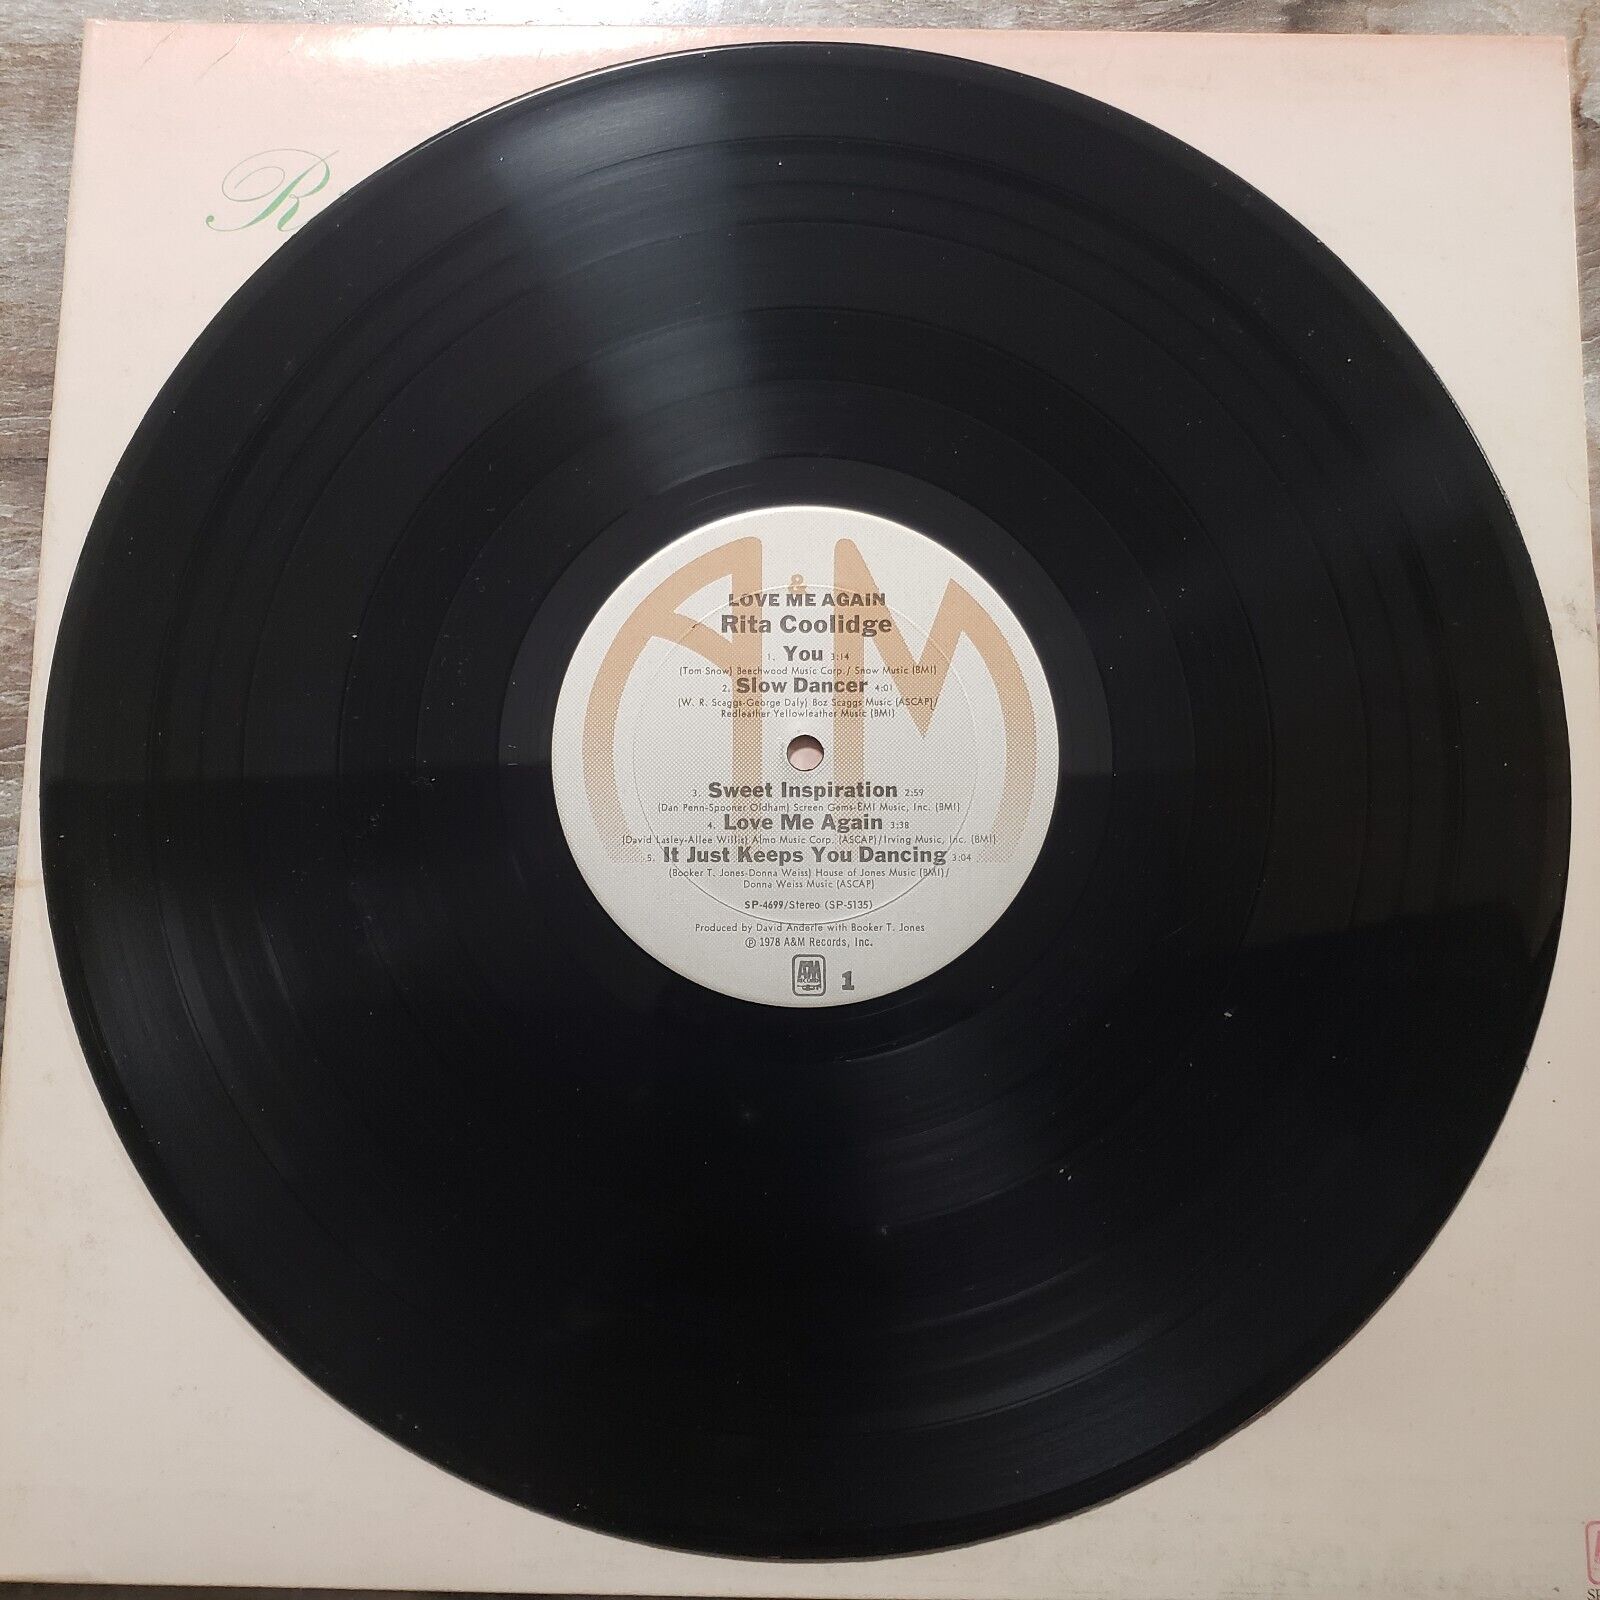 R
A&M
LOVE ME AGAIN
Rita Coolidge
1. You 3:14
(Tom Snow) Beechwood Music Corp./ Snow Music (BMI)
2. Slow Dancer 4:01
(W. R. Scaggs-George Daly) Boz Scaggs Music (ASCAP)/
Redleather Yellowleather Music (BMI)
3. Sweet Inspiration 2:59
(Dan Penn-Spooner Oldham) Screen Gems-EMI Music, Inc. (BMI)
4. Love Me Again 3:38
(David Lasley-Allee Willis) Almo Music Corp. (ASCAP)/Irving Music, Inc. (BMI)
5. It Just Keeps You Dancing 3:04
(Booker T. Jones-Donna Weiss) House of Jones Music (BMI)/
Donna Weiss Music (ASCAP)
SP-4699/Stereo (SP-5135)
Produced by David Anderle with Booker T. Jones
℗ 1978 A&M Records, Inc.
A&M RECORDS 1